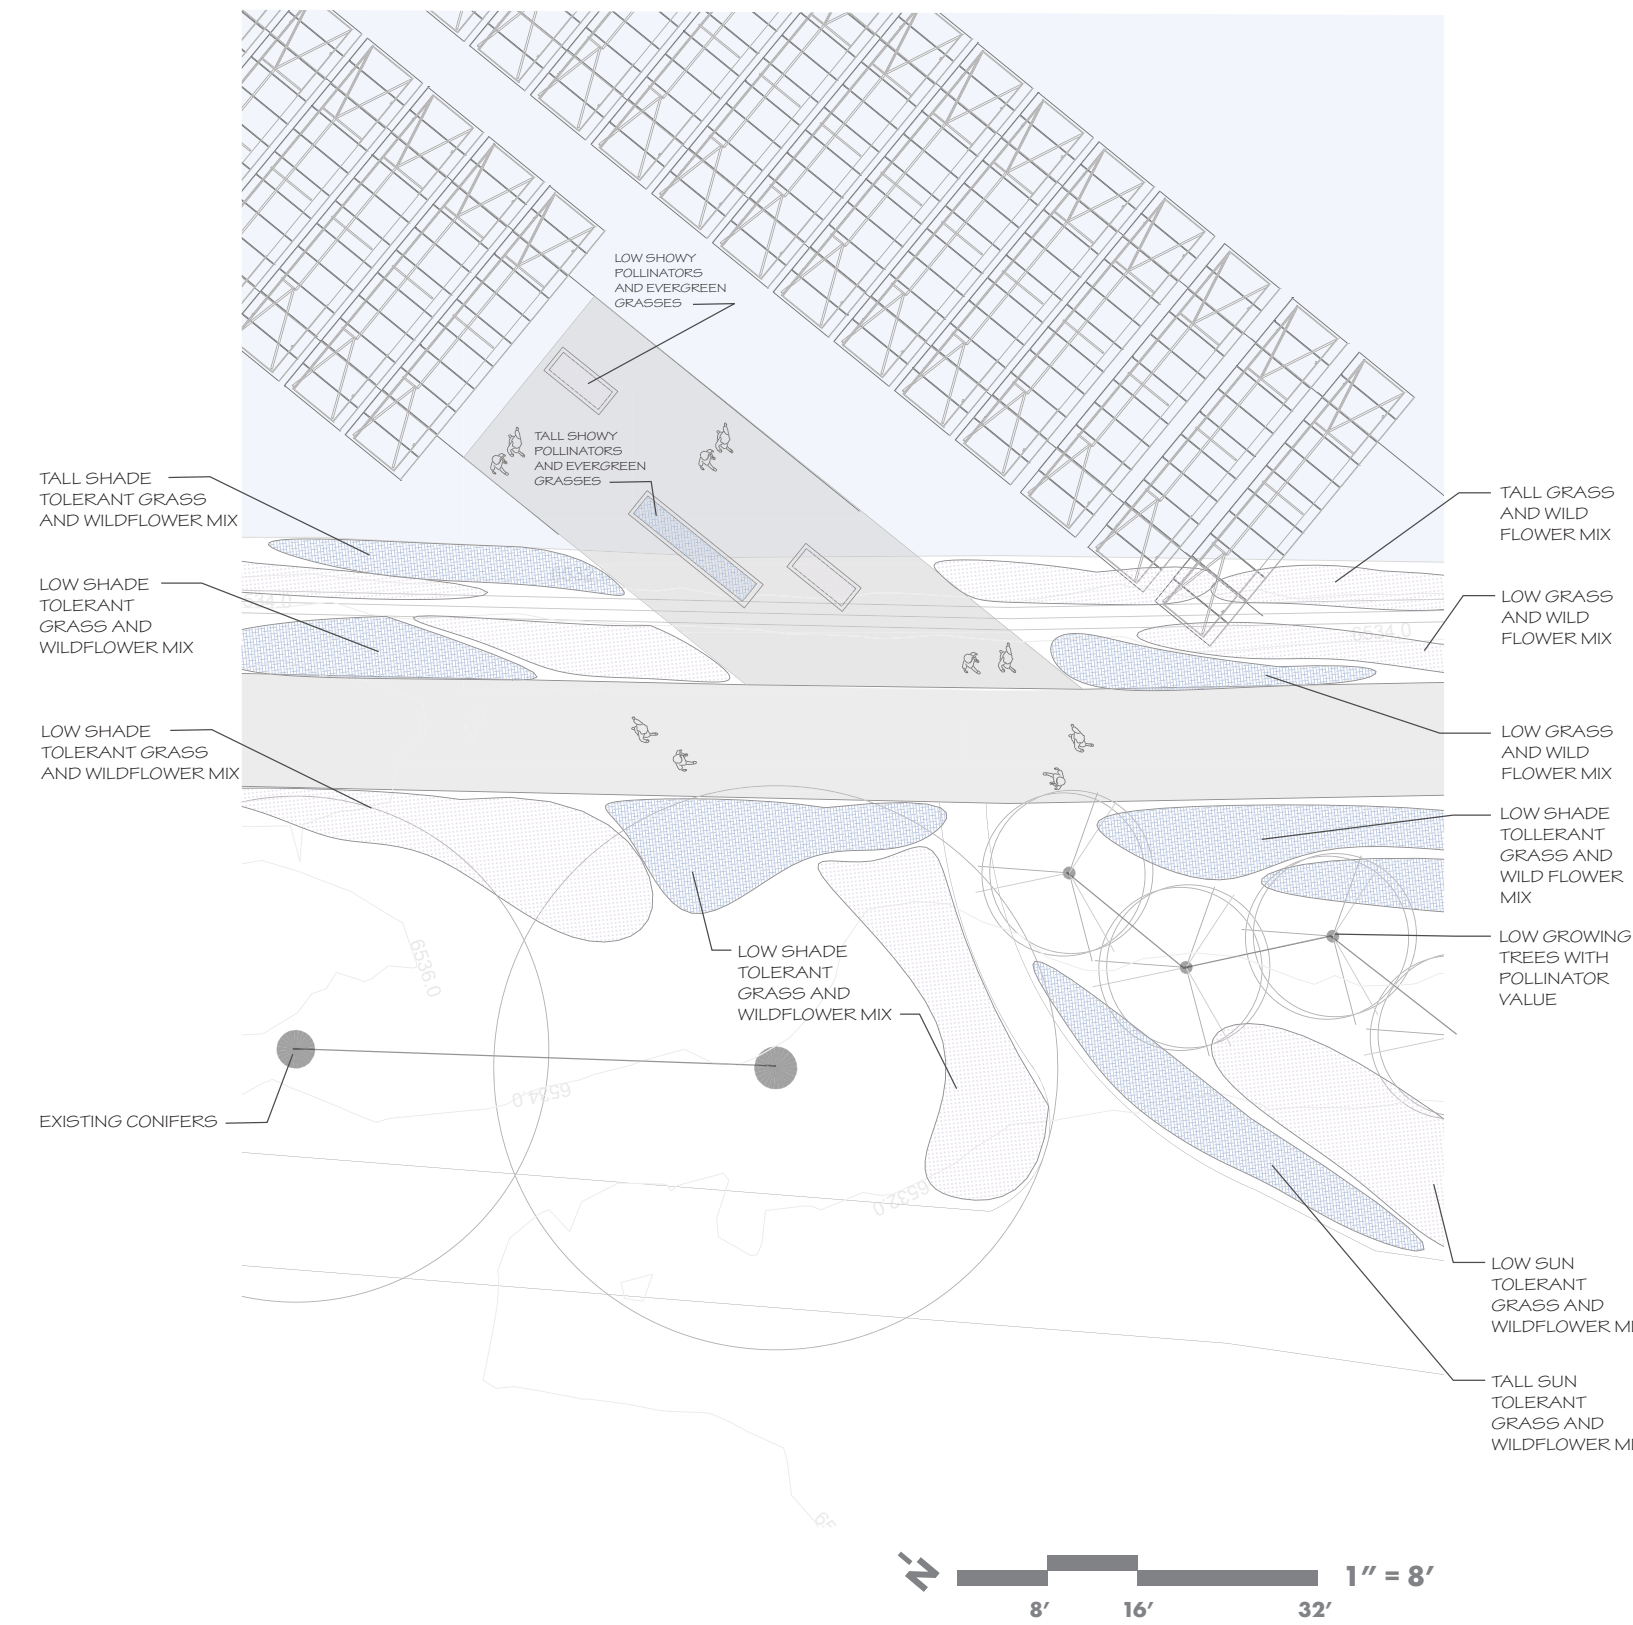 LOW SHOWY
POLLINATORS
AND EVERGREEN
GRASSES
TALL SHOWY
POLLINATORS
AND EVERGREEN
GRASSES
TALL SHADE
TOLERANT GRASS
AND WILDFLOWER MIX
LOW SHADE
TOLERANT
GRASS AND
WILDFLOWER MIX
LOW SHADE
TOLERANT GRASS
AND WILDFLOWER MIX
EXISTING CONIFERS
LOW SHADE
TOLERANT
GRASS AND
WILDFLOWER MIX
TALL GRASS
AND WILD
FLOWER MIX
LOW GRASS
AND WILD
FLOWER MIX
LOW GRASS
AND WILD
FLOWER MIX
LOW SHADE
TOLLERANT
GRASS AND
WILD FLOWER
MIX
LOW GROWING
TREES WITH
POLLINATOR
VALUE
LOW SUN
TOLERANT
GRASS AND
WILDFLOWER MI
TALL SUN
TOLERANT
GRASS AND
WILDFLOWER MI
6534.0
6536.0
6534.0
6532.0
N
1" = 8'
8'
16'
32'